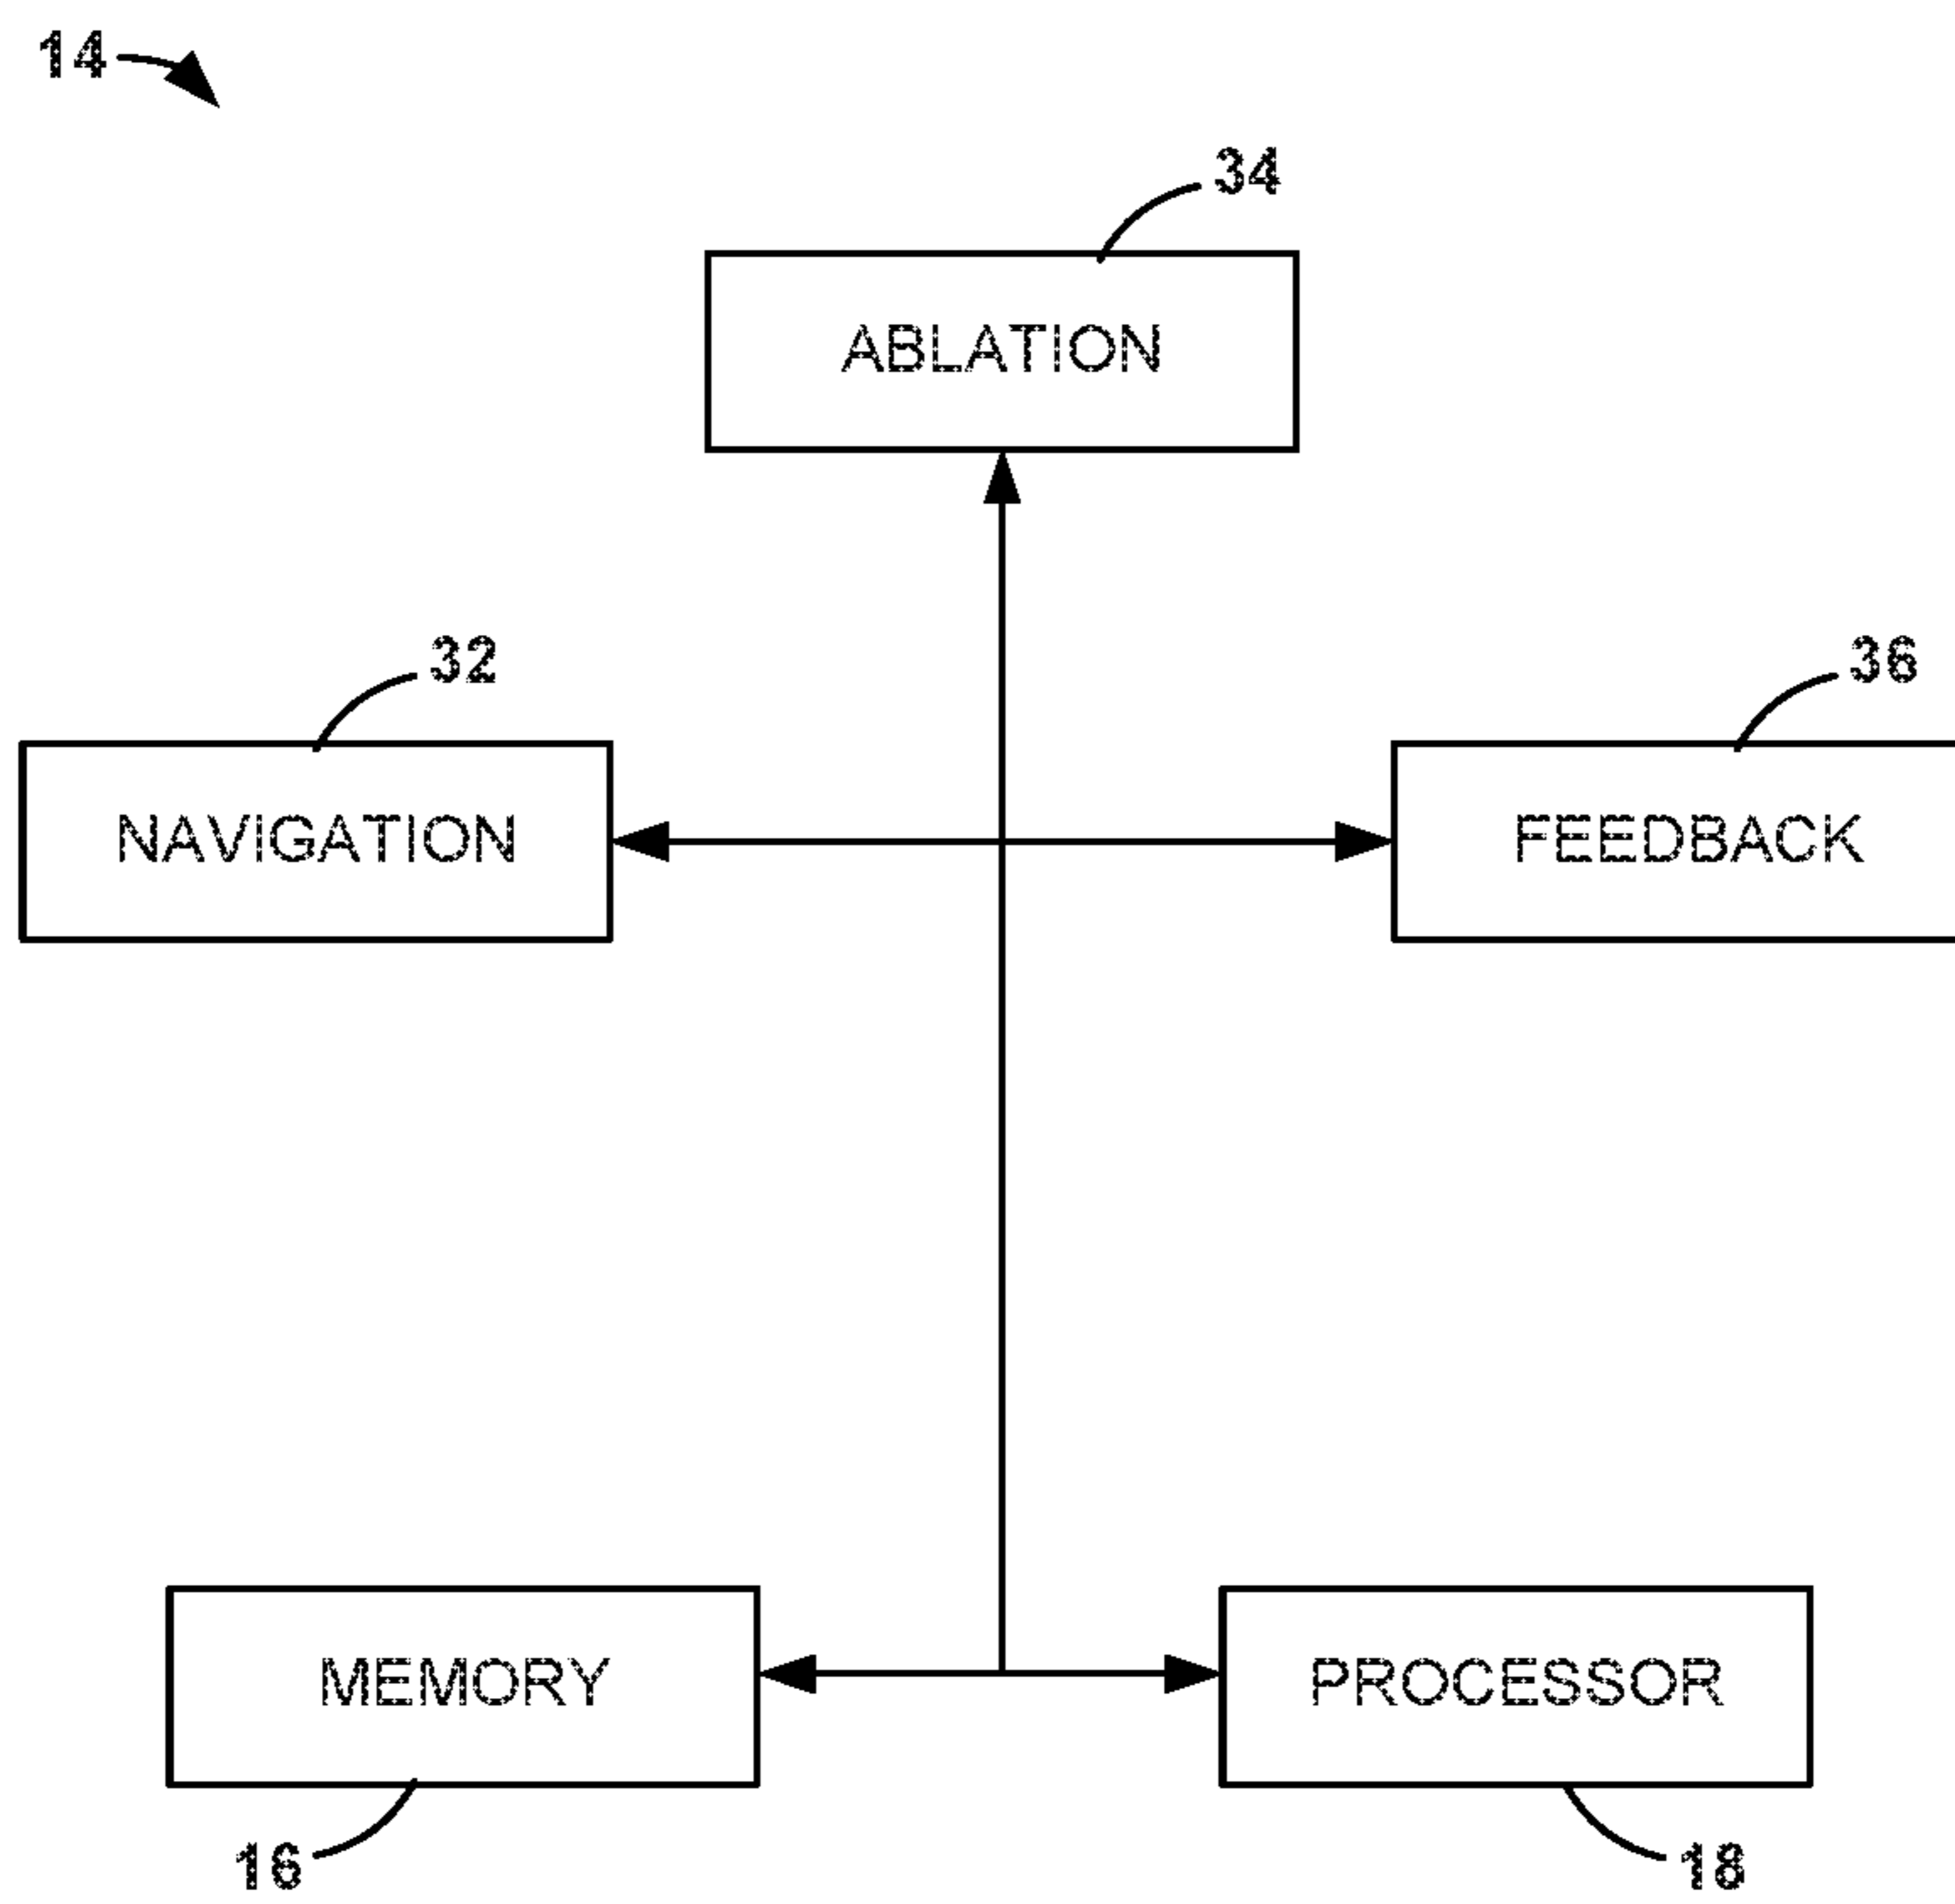 14
34
ABLATION
32
36
NAVIGATION
FEEDBACK
MEMORY
PROCESSOR
16
18